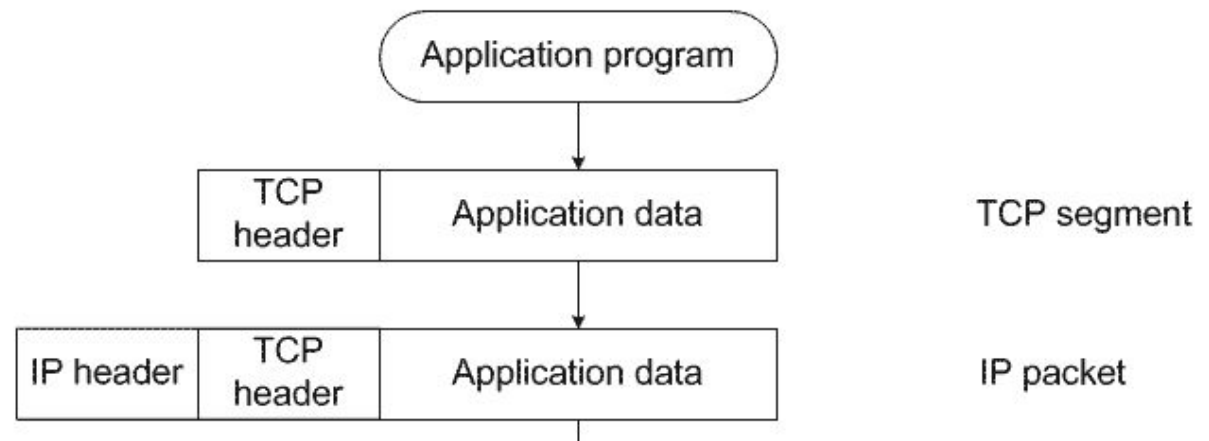 Application program
TCP
header
Application data
TCP segment
IP header
TCP
header
Application data
IP packet